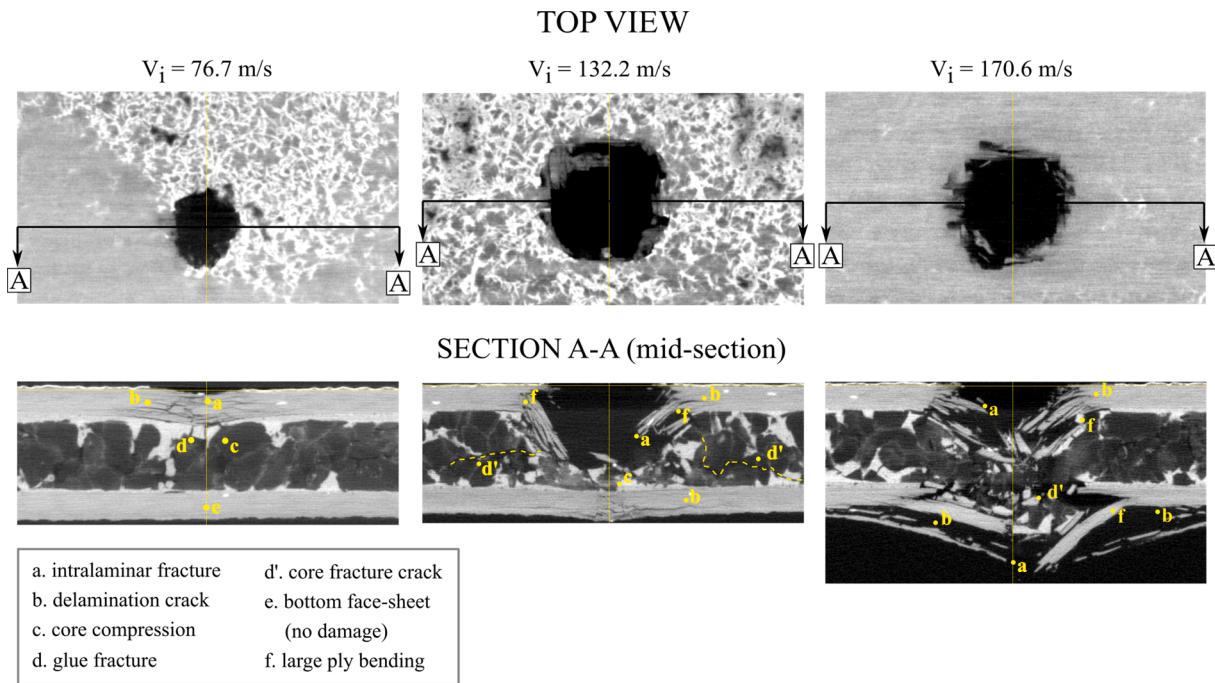 TOP VIEW
Vi = 76.7 m/s
Vi = 132.2 m/s
Vi = 170.6 m/s
A
A
A
A
A
A
SECTION A-A (mid-section)
b
a
d
c
e
f
b
f
a
d'
d'
c
b
a
b
f
d'
b
f
b
a
a. intralaminar fracture
b. delamination crack
c. core compression
d. glue fracture
d'. core fracture crack
e. bottom face-sheet
(no damage)
f. large ply bending